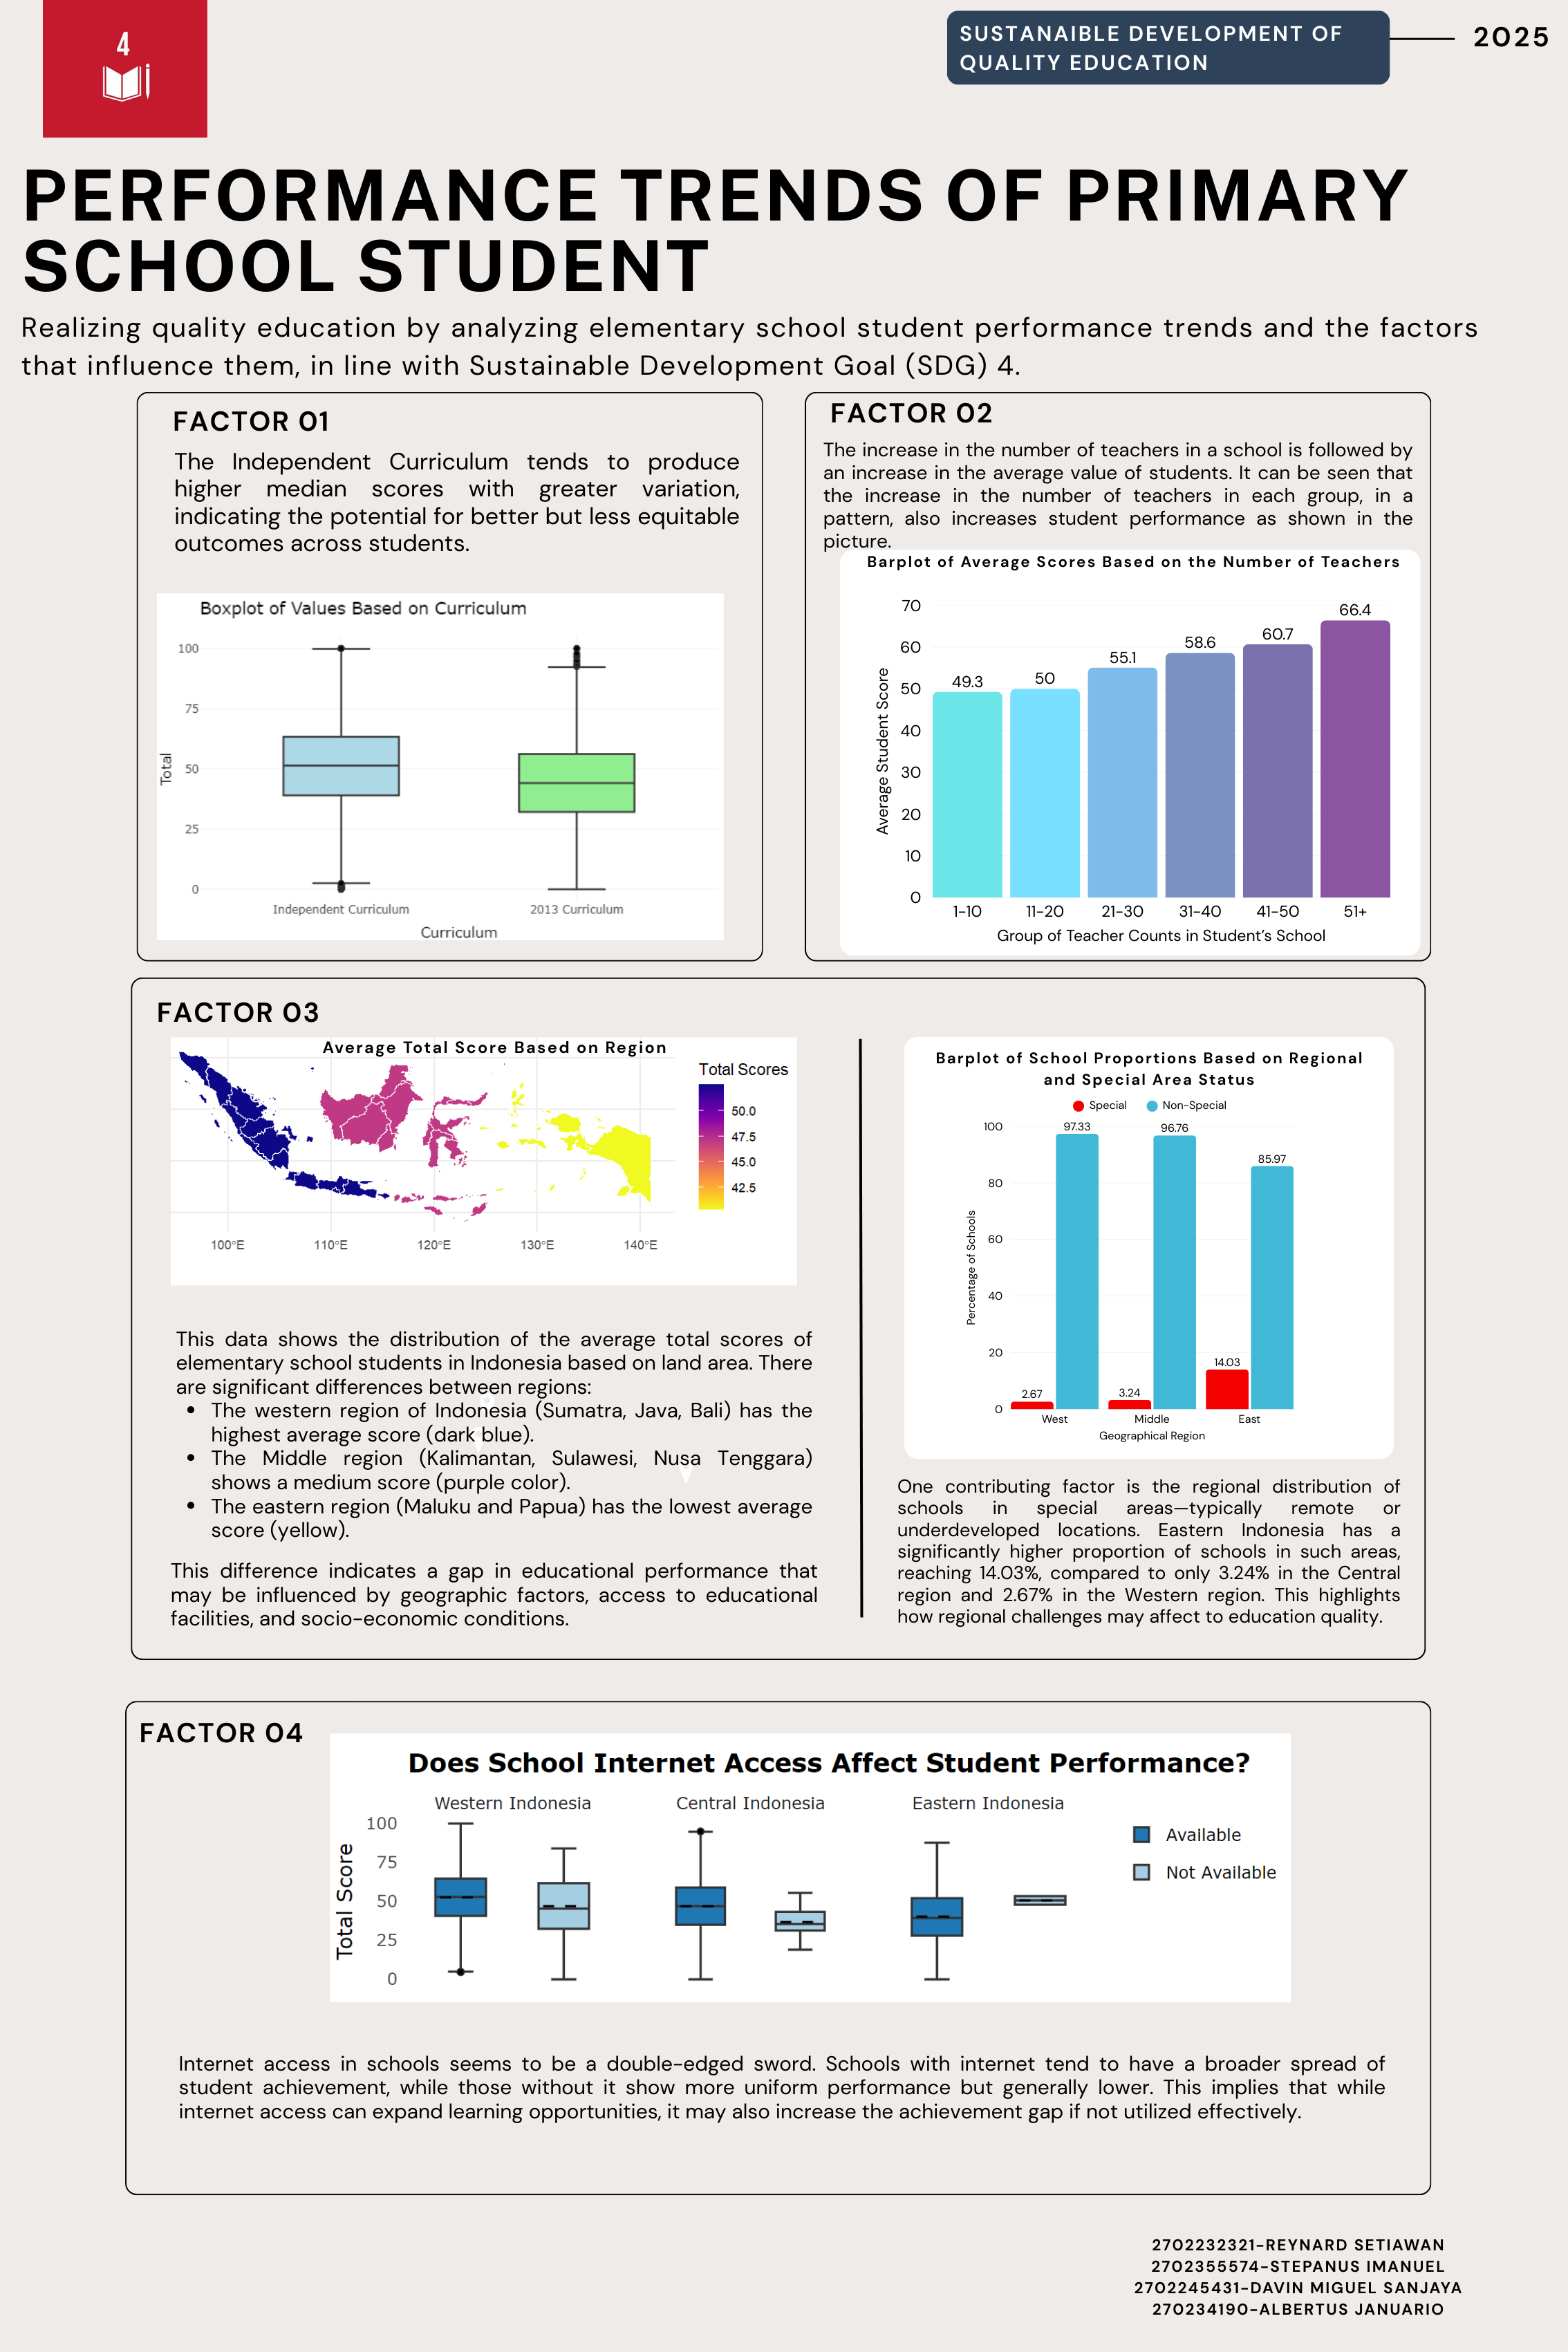 4
SUSTANAIBLE DEVELOPMENT OF
QUALITY EDUCATION
2025
PERFORMANCE TRENDS OF PRIMARY
SCHOOL STUDENT
Realizing quality education by analyzing elementary school student performance trends and the factors
that influence them, in line with Sustainable Development Goal (SDG) 4.
FACTOR 01
The Independent Curriculum tends to produce
higher median scores with greater variation,
indicating the potential for better but less equitable
outcomes across students.
Boxplot of Values Based on Curriculum
Total
100
75
50
25
0
Independent Curriculum
2013 Curriculum
Curriculum
FACTOR 02
The increase in the number of teachers in a school is followed by
an increase in the average value of students. It can be seen that
the increase in the number of teachers in each group, in a
pattern, also increases student performance as shown in the
picture.
Barplot of Average Scores Based on the Number of Teachers
Average Student Score
70
60
50
40
30
20
10
0
49.3
50
55.1
58.6
60.7
66.4
1-10
11-20
21-30
31-40
41-50
51+
Group of Teacher Counts in Student's School
FACTOR 03
Average Total Score Based on Region
Total Scores
50.0
47.5
45.0
42.5
100°E
110°E
120°E
130°E
140°E
This data shows the distribution of the average total scores of
elementary school students in Indonesia based on land area. There
are significant differences between regions:
• The western region of Indonesia (Sumatra, Java, Bali) has the
highest average score (dark blue).
• The Middle region (Kalimantan, Sulawesi, Nusa Tenggara)
shows a medium score (purple color).
• The eastern region (Maluku and Papua) has the lowest average
score (yellow).
This difference indicates a gap in educational performance that
may be influenced by geographic factors, access to educational
facilities, and socio-economic conditions.
Barplot of School Proportions Based on Regional
and Special Area Status
Special
Non-Special
Percentage of Schools
100
80
60
40
20
0
2.67
97.33
3.24
96.76
14.03
85.97
West
Middle
East
Geographical Region
One contributing factor is the regional distribution of
schools in special areas—typically remote or
underdeveloped locations. Eastern Indonesia has a
significantly higher proportion of schools in such areas,
reaching 14.03%, compared to only 3.24% in the Central
region and 2.67% in the Western region. This highlights
how regional challenges may affect to education quality.
FACTOR 04
Does School Internet Access Affect Student Performance?
Western Indonesia
Central Indonesia
Eastern Indonesia
Total Score
100
75
50
25
0
Available
Not Available
Internet access in schools seems to be a double-edged sword. Schools with internet tend to have a broader spread of
student achievement, while those without it show more uniform performance but generally lower. This implies that while
internet access can expand learning opportunities, it may also increase the achievement gap if not utilized effectively.
2702232321-REYNARD SETIAWAN
2702355574-STEPANUS IMANUEL
2702245431-DAVIN MIGUEL SANJAYA
270234190-ALBERTUS JANUARIO